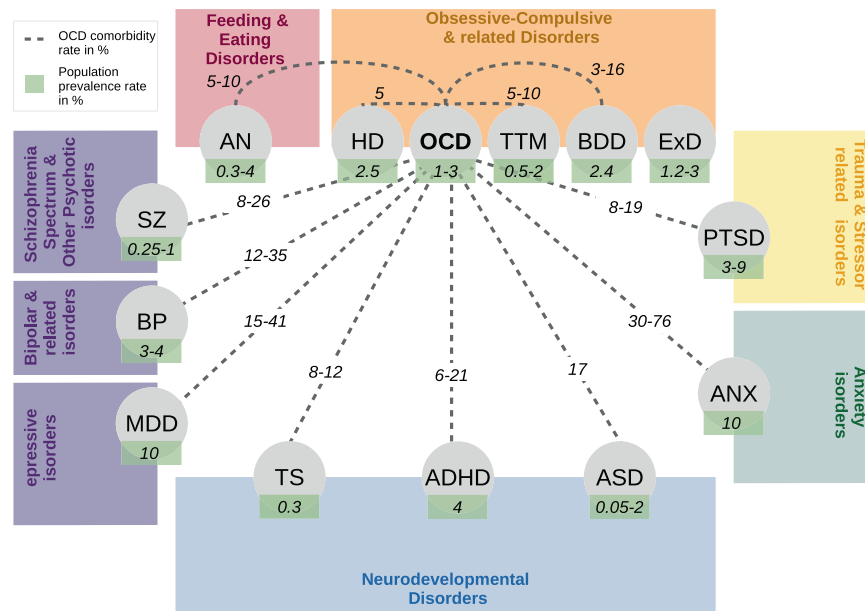 OCD comorbidity
rate in %
Population
prevalence rate
in %
Feeding &
Eating
Disorders
Obsessive-Compulsive
& related Disorders
5-10
5
5-10
3-16
AN
0.3-4
HD
2.5
OCD
1-3
TTM
0.5-2
BDD
2.4
ExD
1.2-3
Schizophrenia
Spectrum &
Other Psychotic
isorders
SZ
0.25-1
8-26
8-19
PTSD
3-9
Trauma & Stressor
related isorders
Bipolar &
related
isorders
BP
3-4
12-35
15-41
30-76
epressive
isorders
MDD
10
8-12
6-21
17
ANX
10
Anxiety
isorders
TS
0.3
ADHD
4
ASD
0.05-2
Neurodevelopmental
Disorders